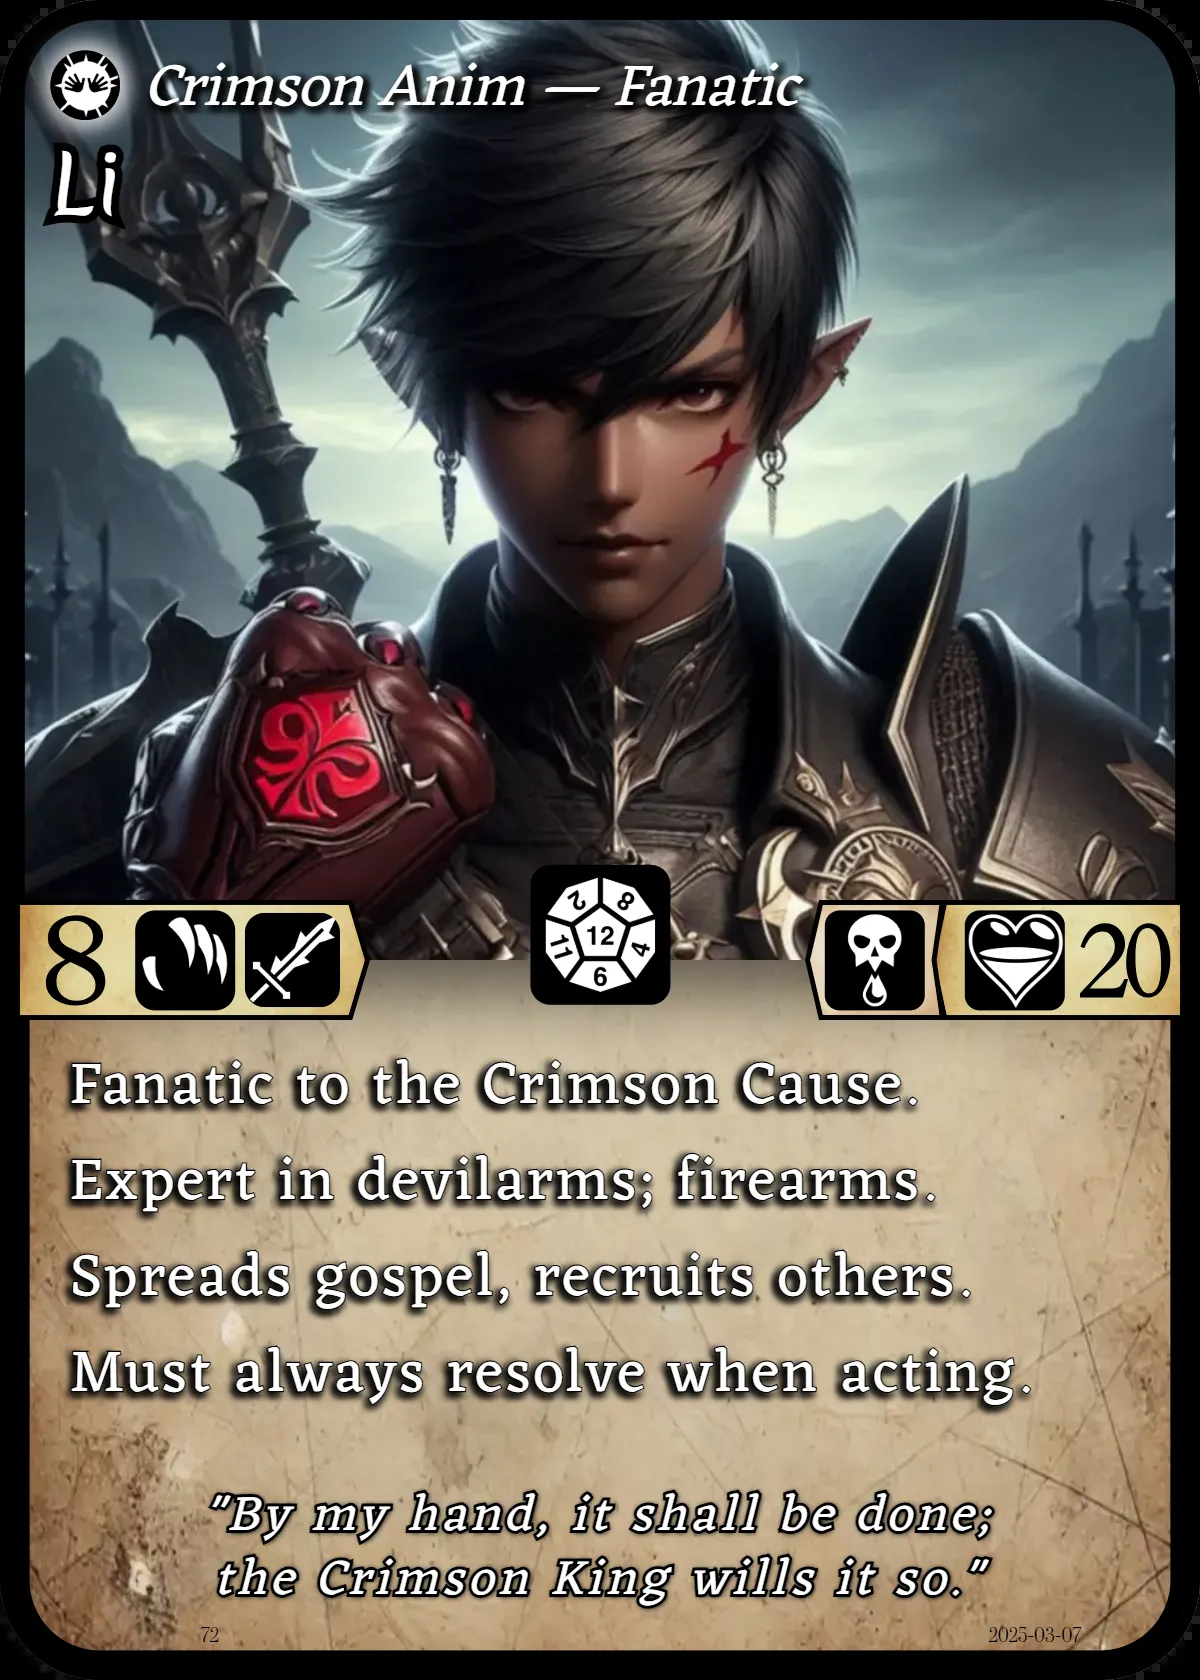 Crimson Anim — Fanatic
Li
8
2 8
11 12 4
6
20
Fanatic to the Crimson Cause.
Expert in devilarms; firearms.
Spreads gospel, recruits others.
Must always resolve when acting.
"By my hand, it shall be done;
the Crimson King wills it so."
72 2025-03-07